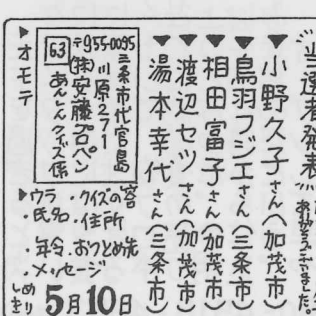 当選者発表
ありがとうございました。
▼小野久子さん(加茂市)
▼鳥羽フジエさん(三条市)
▼相田富子さん(加茂市)
▼渡辺セツさん(加茂市)
▼湯本幸代さん(三条市)
▶オモテ
〒955-0095
三条市代官島
川原271
(株)安藤プロペン
63
あんしんクイズ係
▶ウラ ・クイズの答
・氏名・住所
・年令・おつとめ先
・メッセージ
しめきり5月10日